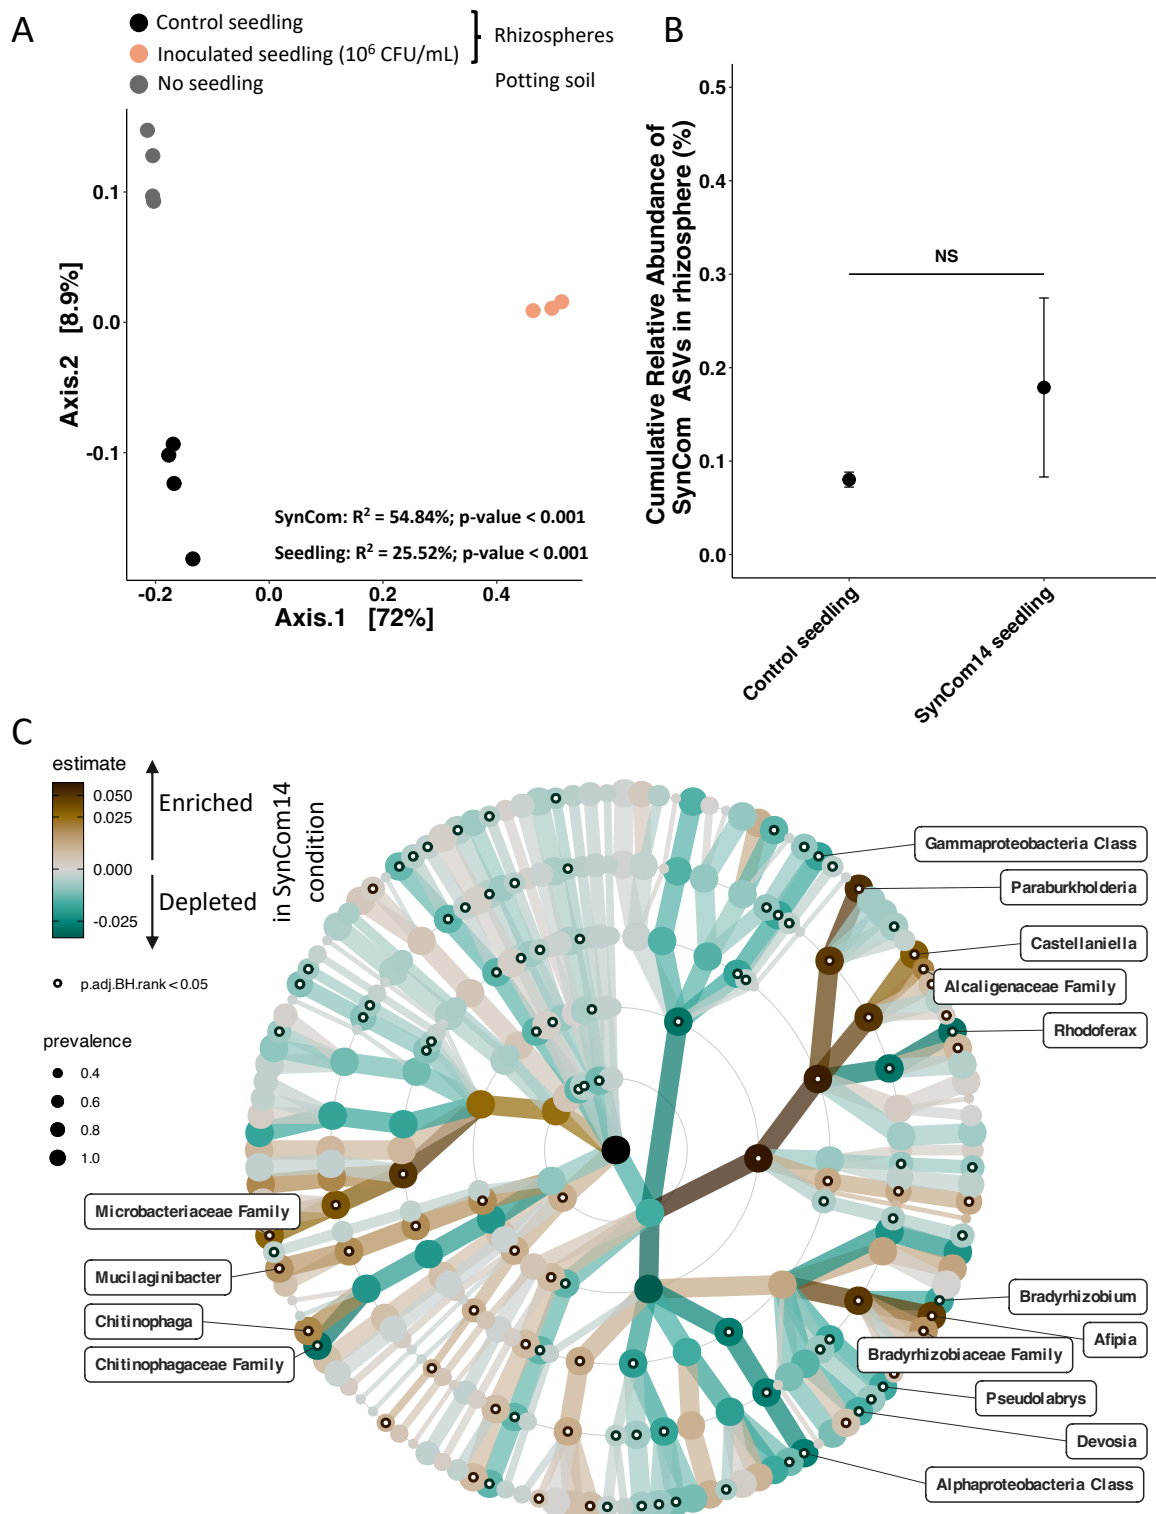 A
Control seedling
Inoculated seedling (10⁶ CFU/mL)
No seedling
Rhizospheres
Potting soil
0.1
0.0
-0.1
Axis.2 [8.9%]
SynCom: R² = 54.84%; p-value < 0.001
Seedling: R² = 25.52%; p-value < 0.001
-0.2
0.0
0.2
0.4
Axis.1 [72%]
B
Cumulative Relative Abundance of
SynCom ASVs in rhizosphere (%)
0.5
0.4
0.3
0.2
0.1
0.0
NS
Control seedling
SynCom14 seedling
C
estimate
0.050
0.025
0.000
-0.025
Enriched
Depleted
in SynCom14
condition
p.adj.BH.rank < 0.05
prevalence
0.4
0.6
0.8
1.0
Gammaproteobacteria Class
Paraburkholderia
Castellaniella
Alcaligenaceae Family
Rhodoferax
Microbacteriaceae Family
Mucilaginibacter
Chitinophaga
Chitinophagaceae Family
Bradyrhizobium
Afipia
Bradyrhizobiaceae Family
Pseudolabrys
Devosia
Alphaproteobacteria Class